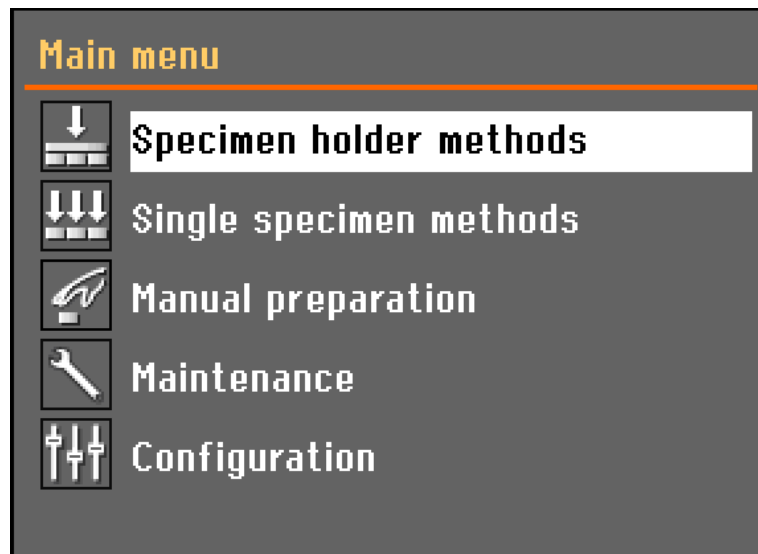 Main menu
Specimen holder methods
Single specimen methods
Manual preparation
Maintenance
Configuration